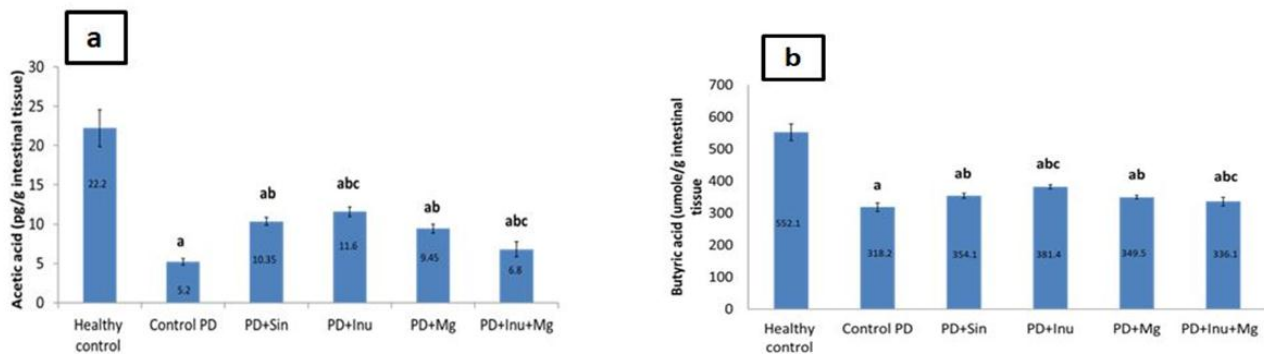 a
Acetic acid (pg/g intestinal tissue)
30
25
20
15
10
5
0
22.2
a
5.2
ab
10.35
abc
11.6
ab
9.45
abc
6.8
Healthy
control
Control PD
PD+Sin
PD+Inu
PD+Mg
PD+Inu+Mg
b
Butyric acid (umole/g intestinal
tissue
700
600
500
400
300
200
100
0
552.1
a
318.2
ab
354.1
abc
381.4
ab
349.5
abc
336.1
Healthy
control
Control PD
PD+Sin
PD+Inu
PD+Mg
PD+Inu+Mg